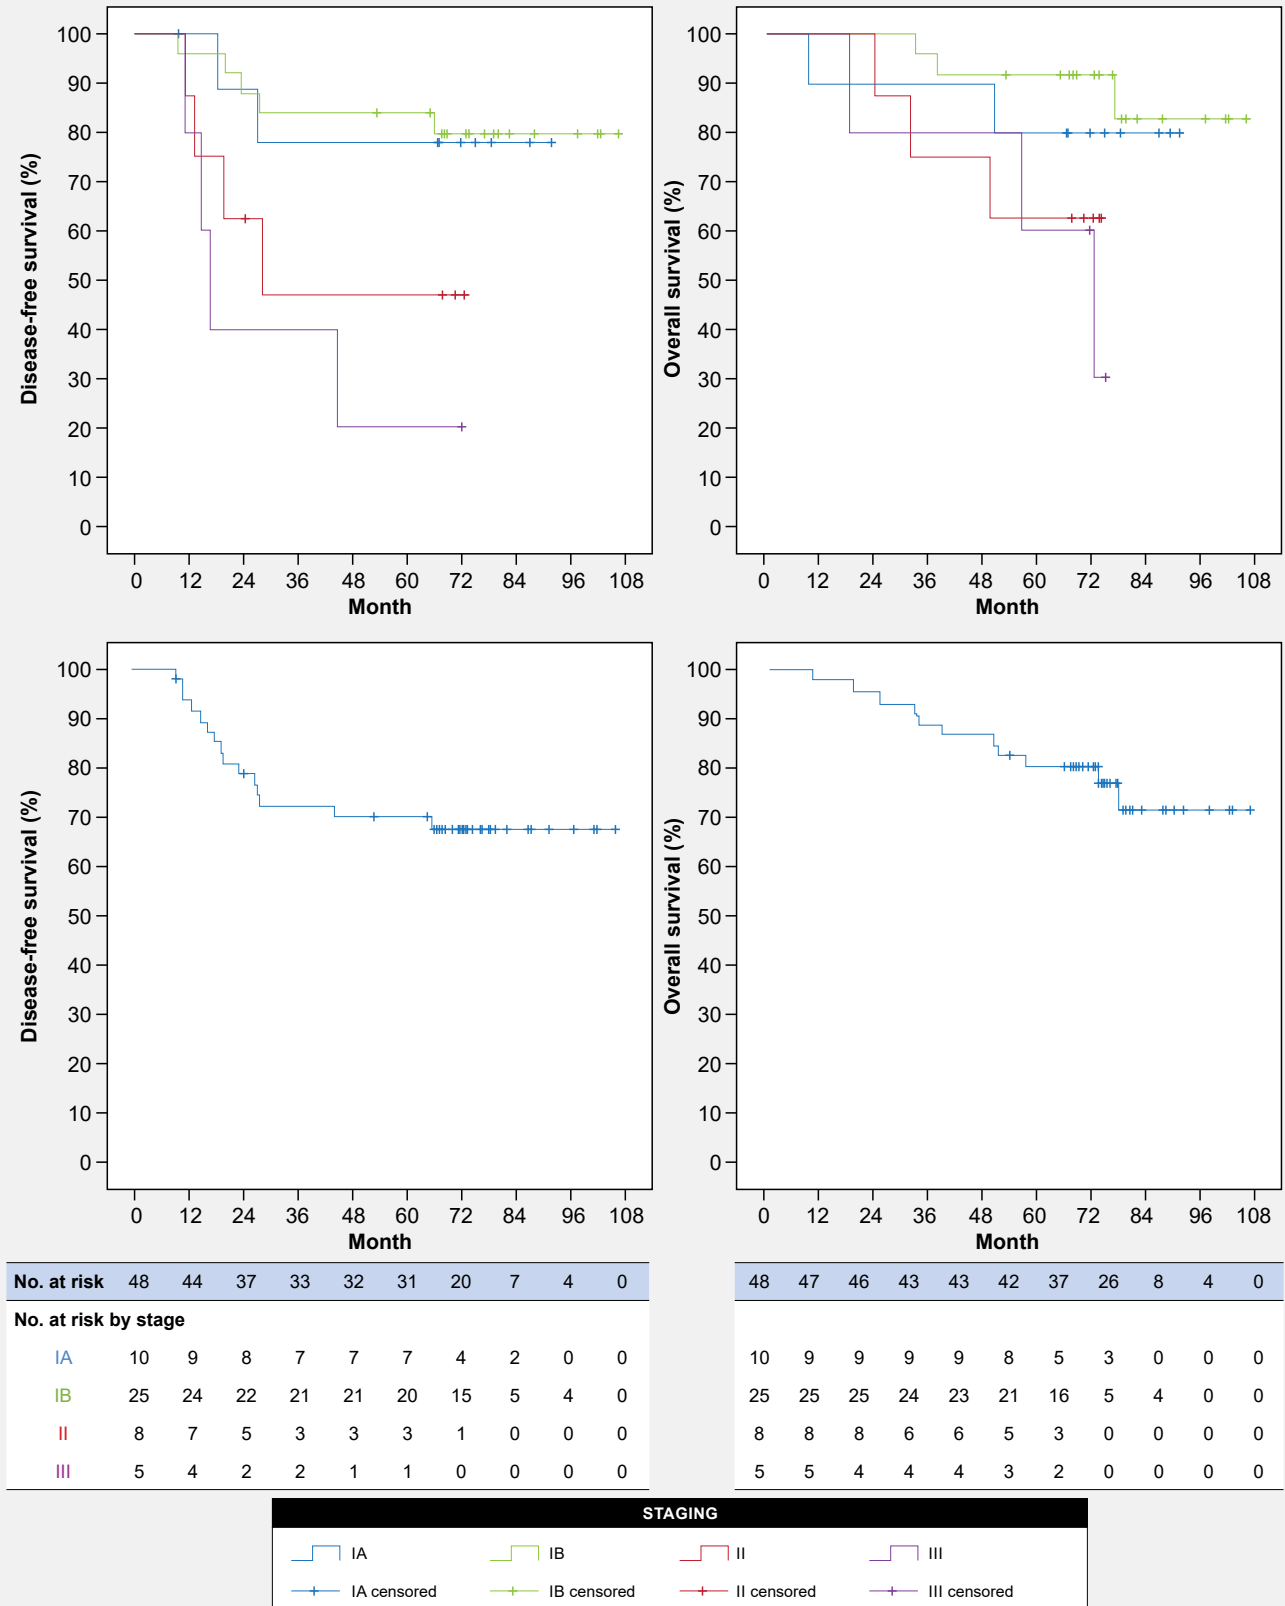 Disease-free survival (%)
100
90
80
70
60
50
40
30
20
10
0
0 12 24 36 48 60 72 84 96 108
Month
Overall survival (%)
100
90
80
70
60
50
40
30
20
10
0
0 12 24 36 48 60 72 84 96 108
Month
Disease-free survival (%)
100
90
80
70
60
50
40
30
20
10
0
0 12 24 36 48 60 72 84 96 108
Month
Overall survival (%)
100
90
80
70
60
50
40
30
20
10
0
0 12 24 36 48 60 72 84 96 108
Month
No. at risk 48 44 37 33 32 31 20 7 4 0 48 47 46 43 43 42 37 26 8 4 0
No. at risk by stage
IA 10 9 8 7 7 7 4 2 0 0 10 9 9 9 9 8 5 3 0 0 0
IB 25 24 22 21 21 20 15 5 4 0 25 25 25 24 23 21 16 5 4 0 0
II 8 7 5 3 3 3 1 0 0 0 8 8 8 6 6 5 3 0 0 0 0
III 5 4 2 2 1 1 0 0 0 0 5 5 4 4 4 3 2 0 0 0 0
STAGING
IA IB II III
IA censored IB censored II censored III censored